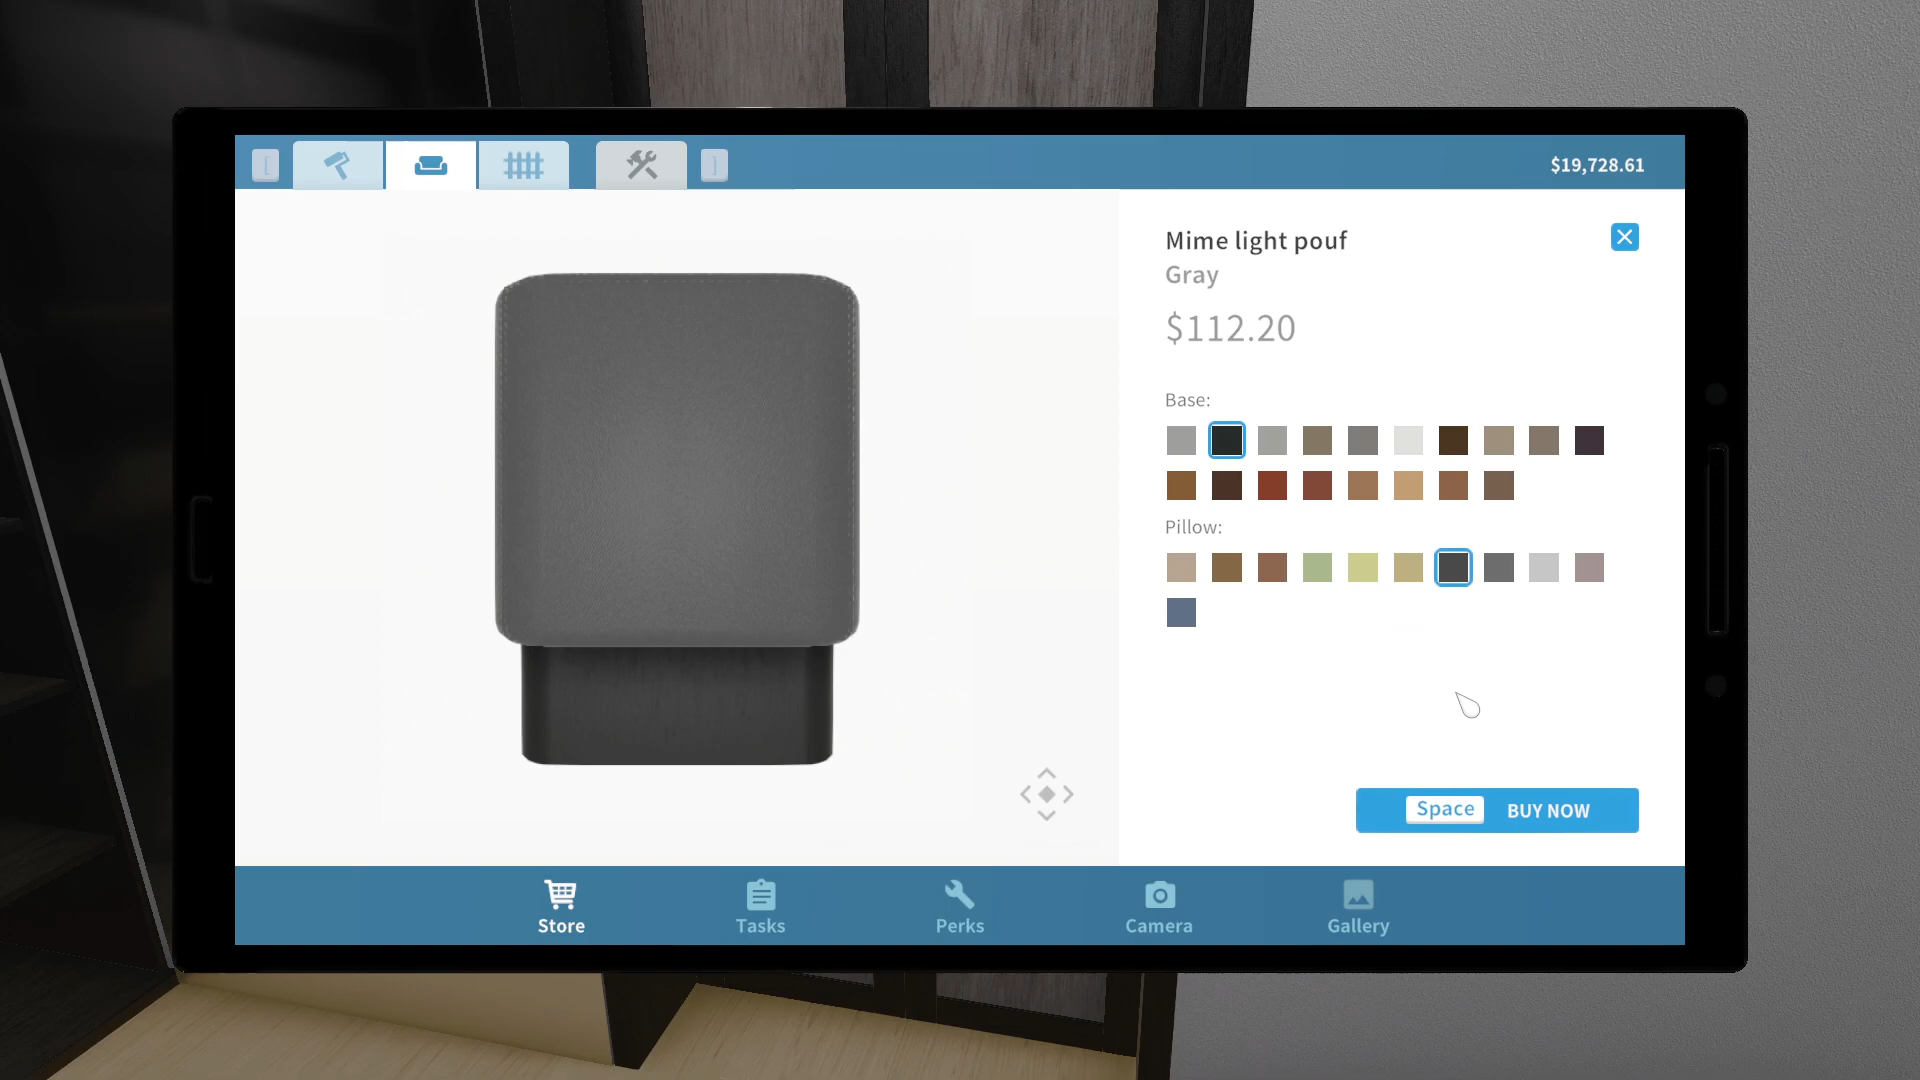 [
]
$19,728.61
Mime light pouf
Gray
$112.20
Base:
Pillow:
Space BUY NOW
Store
Tasks
Perks
Camera
Gallery